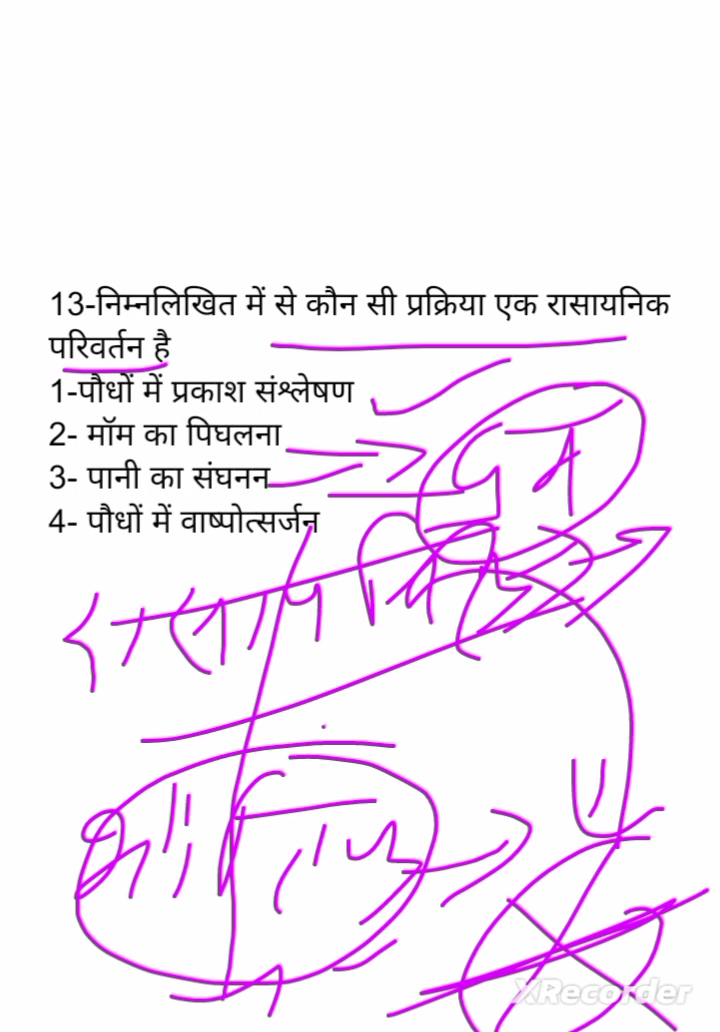 13-निम्नलिखित में से कौन सी प्रक्रिया एक रासायनिक
परिवर्तन है
1-पौधों में प्रकाश संश्लेषण
2- मॉम का पिघलना
3- पानी का संघनन
4- पौधों में वाष्पोत्सर्जन
भौतिक
XRecorder